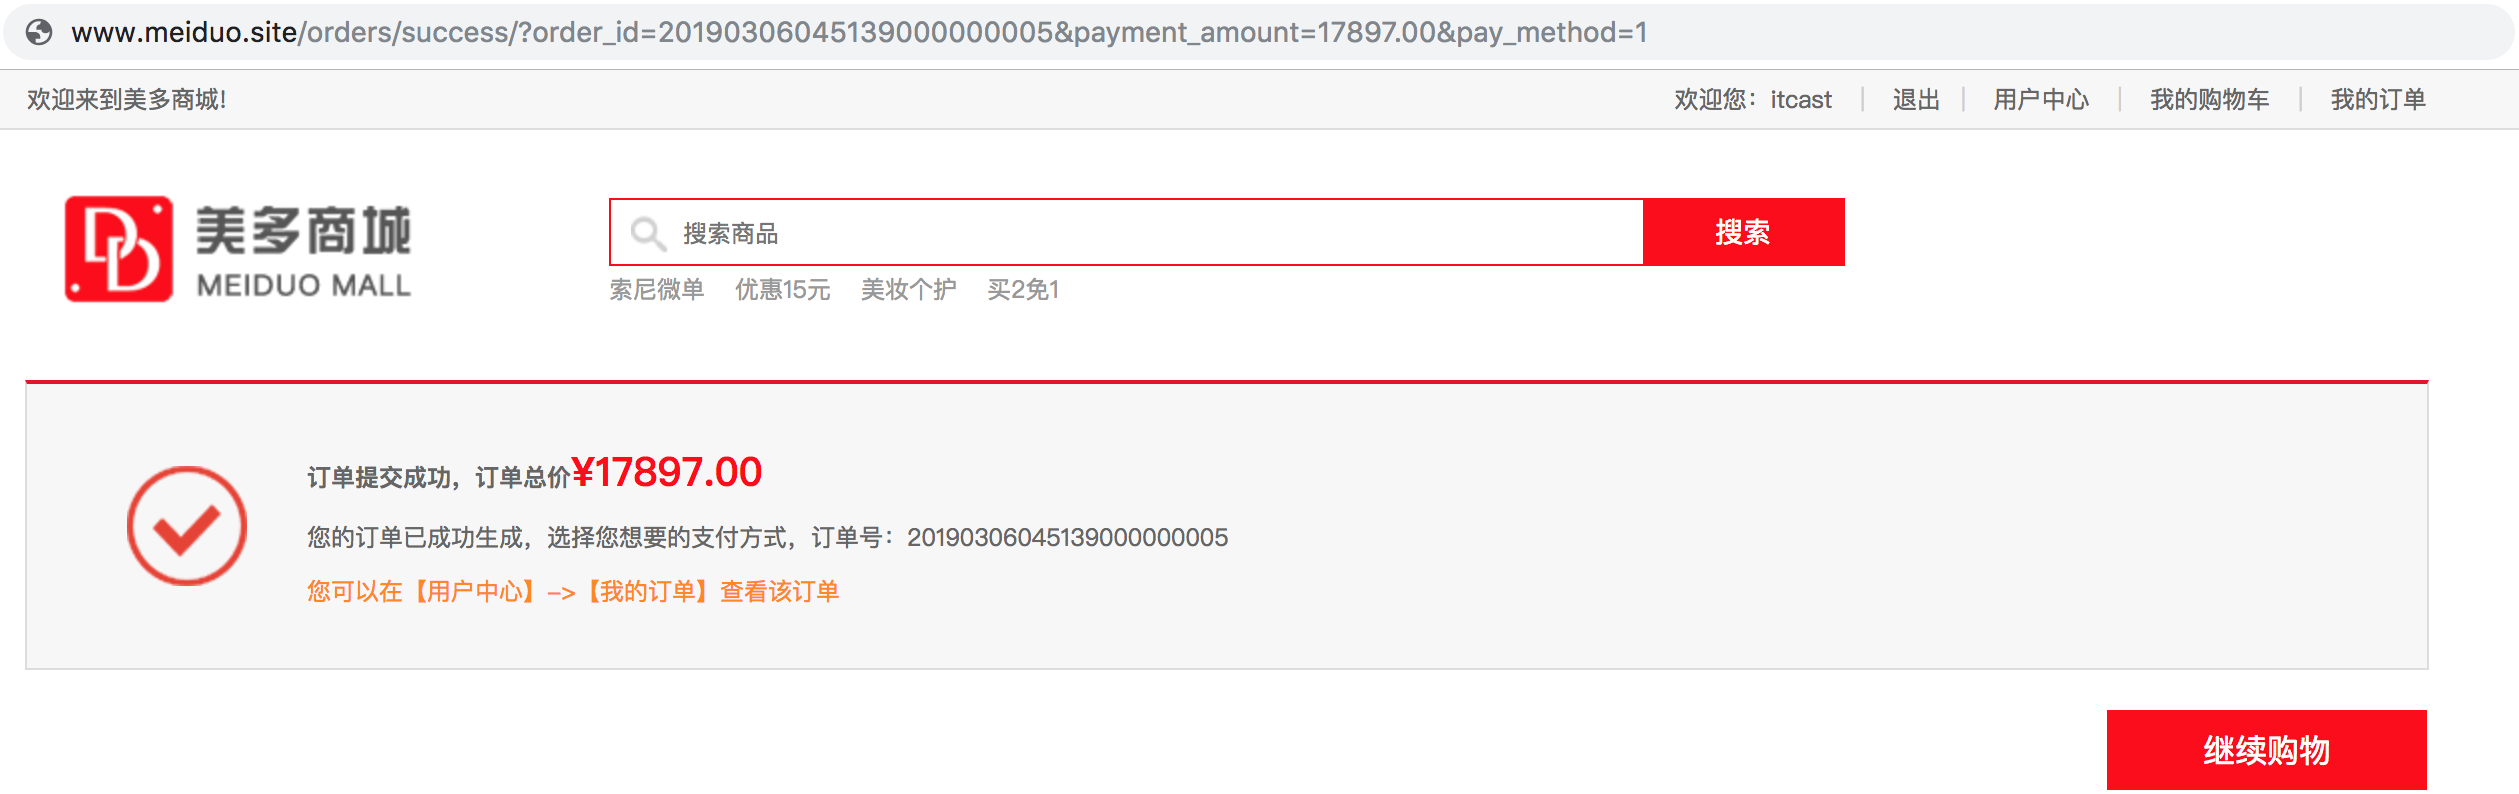 www.meiduo.site/orders/success/?order_id=20190306045139000000005&payment_amount=17897.00&pay_method=1
欢迎来到美多商城!
欢迎您：itcast | 退出 | 用户中心 | 我的购物车 | 我的订单
美多商城
MEIDUO MALL
搜索商品
搜索
索尼微单 优惠15元 美妆个护 买2免1
订单提交成功，订单总价¥17897.00
您的订单已成功生成，选择您想要的支付方式，订单号：20190306045139000000005
您可以在【用户中心】->【我的订单】查看该订单
继续购物